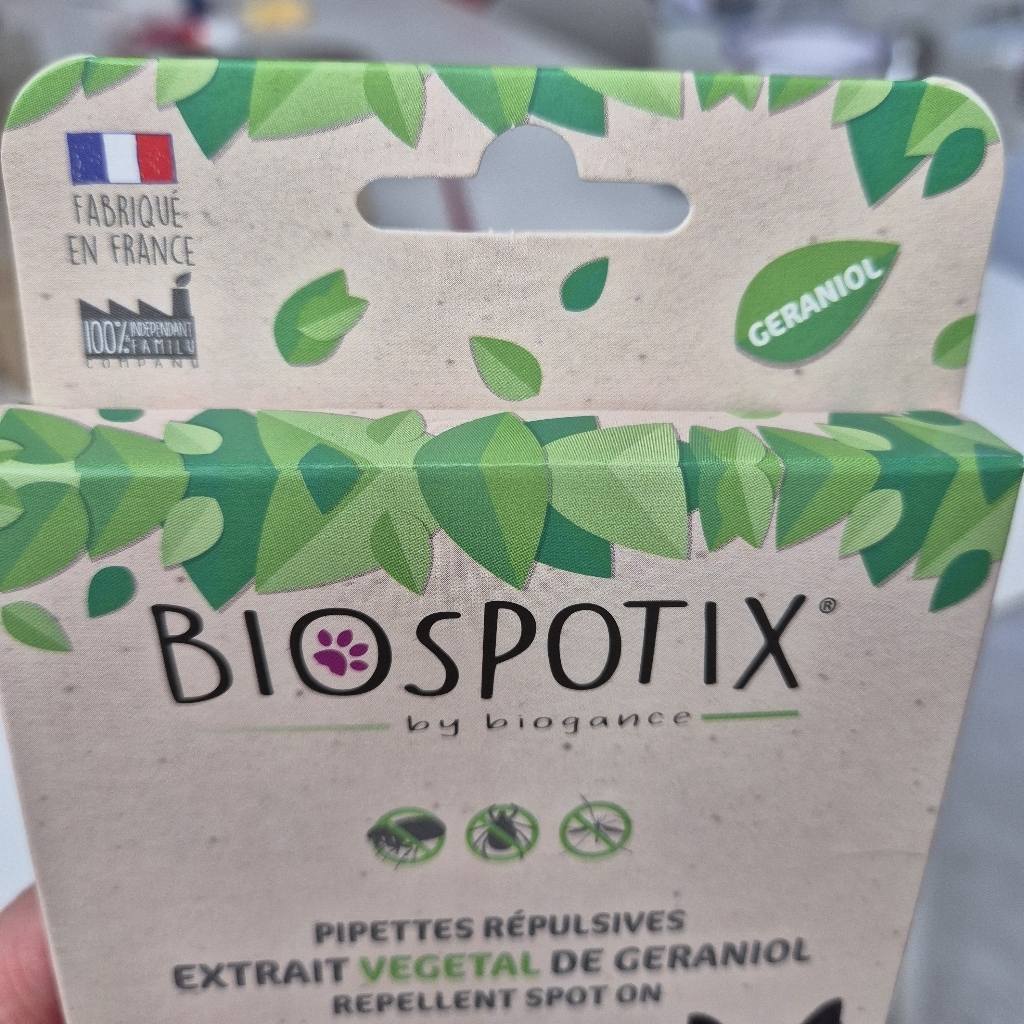 FABRIQUÉ
EN FRANCE
100% INDEPENDANT
FAMILY
COMPANY
GERANIOL
BIOSPOTIX®
by biogance
PIPETTES RÉPULSIVES
EXTRAIT VEGETAL DE GERANIOL
REPELLENT SPOT ON